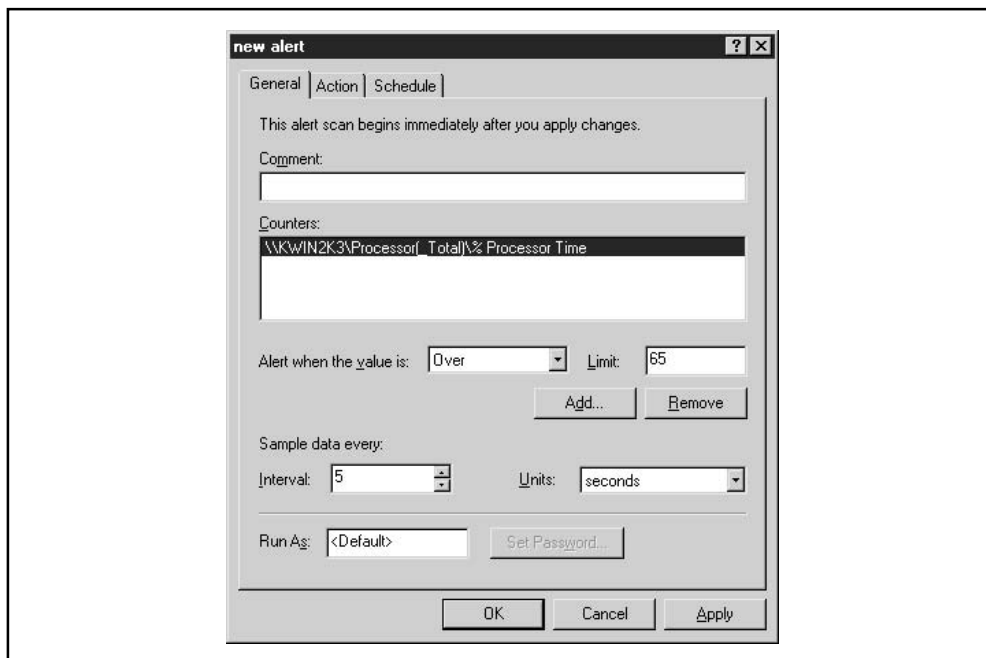 new alert
General Action Schedule
This alert scan begins immediately after you apply changes.
Comment:
Counters:
\\KWIN2K3\Processor(_Total)\% Processor Time
Alert when the value is: Over Limit: 65
Add... Remove
Sample data every:
Interval: 5 Units: seconds
Run As: <Default> Set Password...
OK Cancel Apply